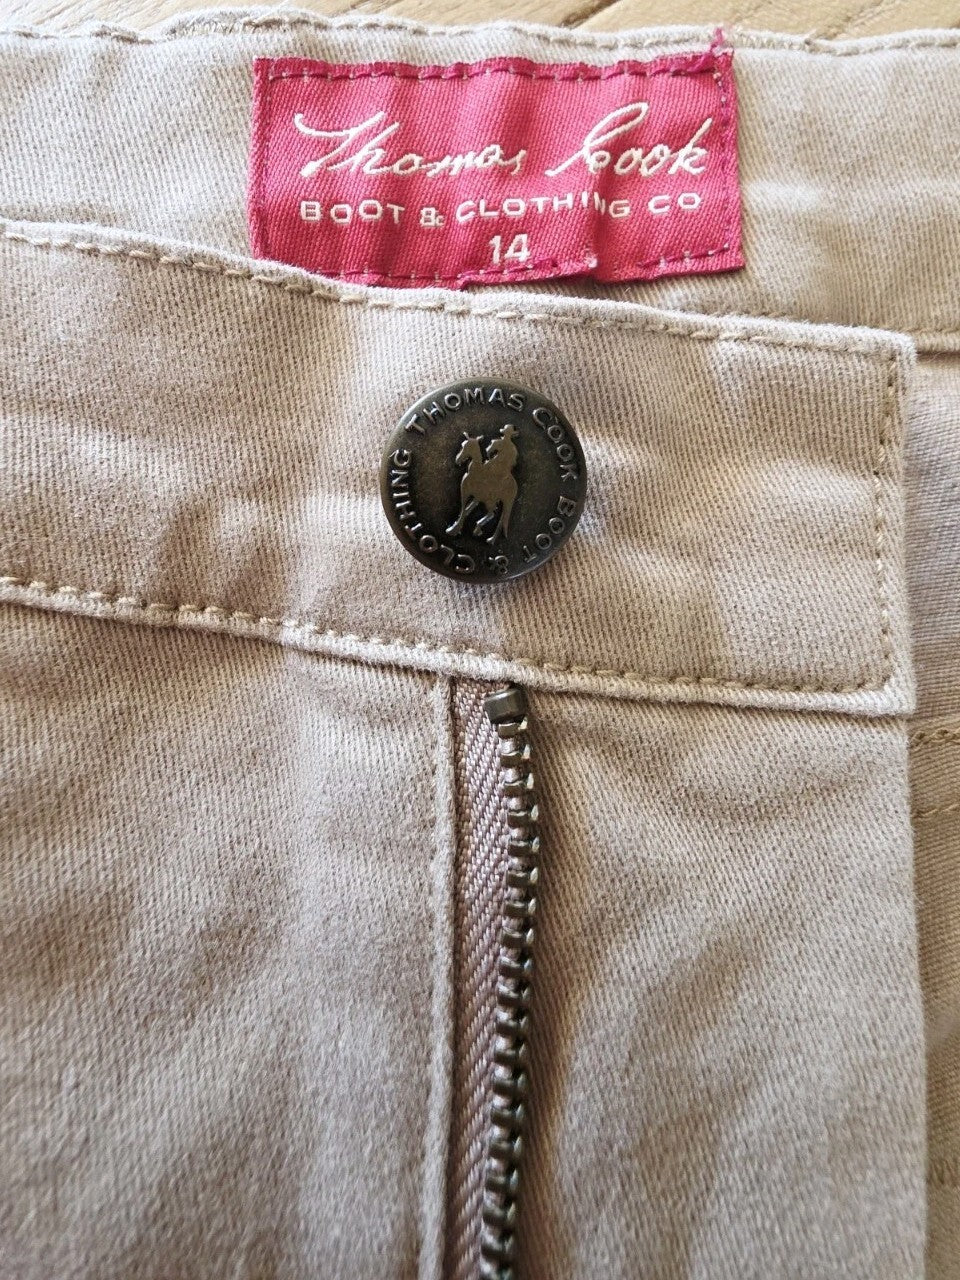 Thomas Cook
BOOT & CLOTHING CO
14
THOMAS COOK BOOT & CLOTHING